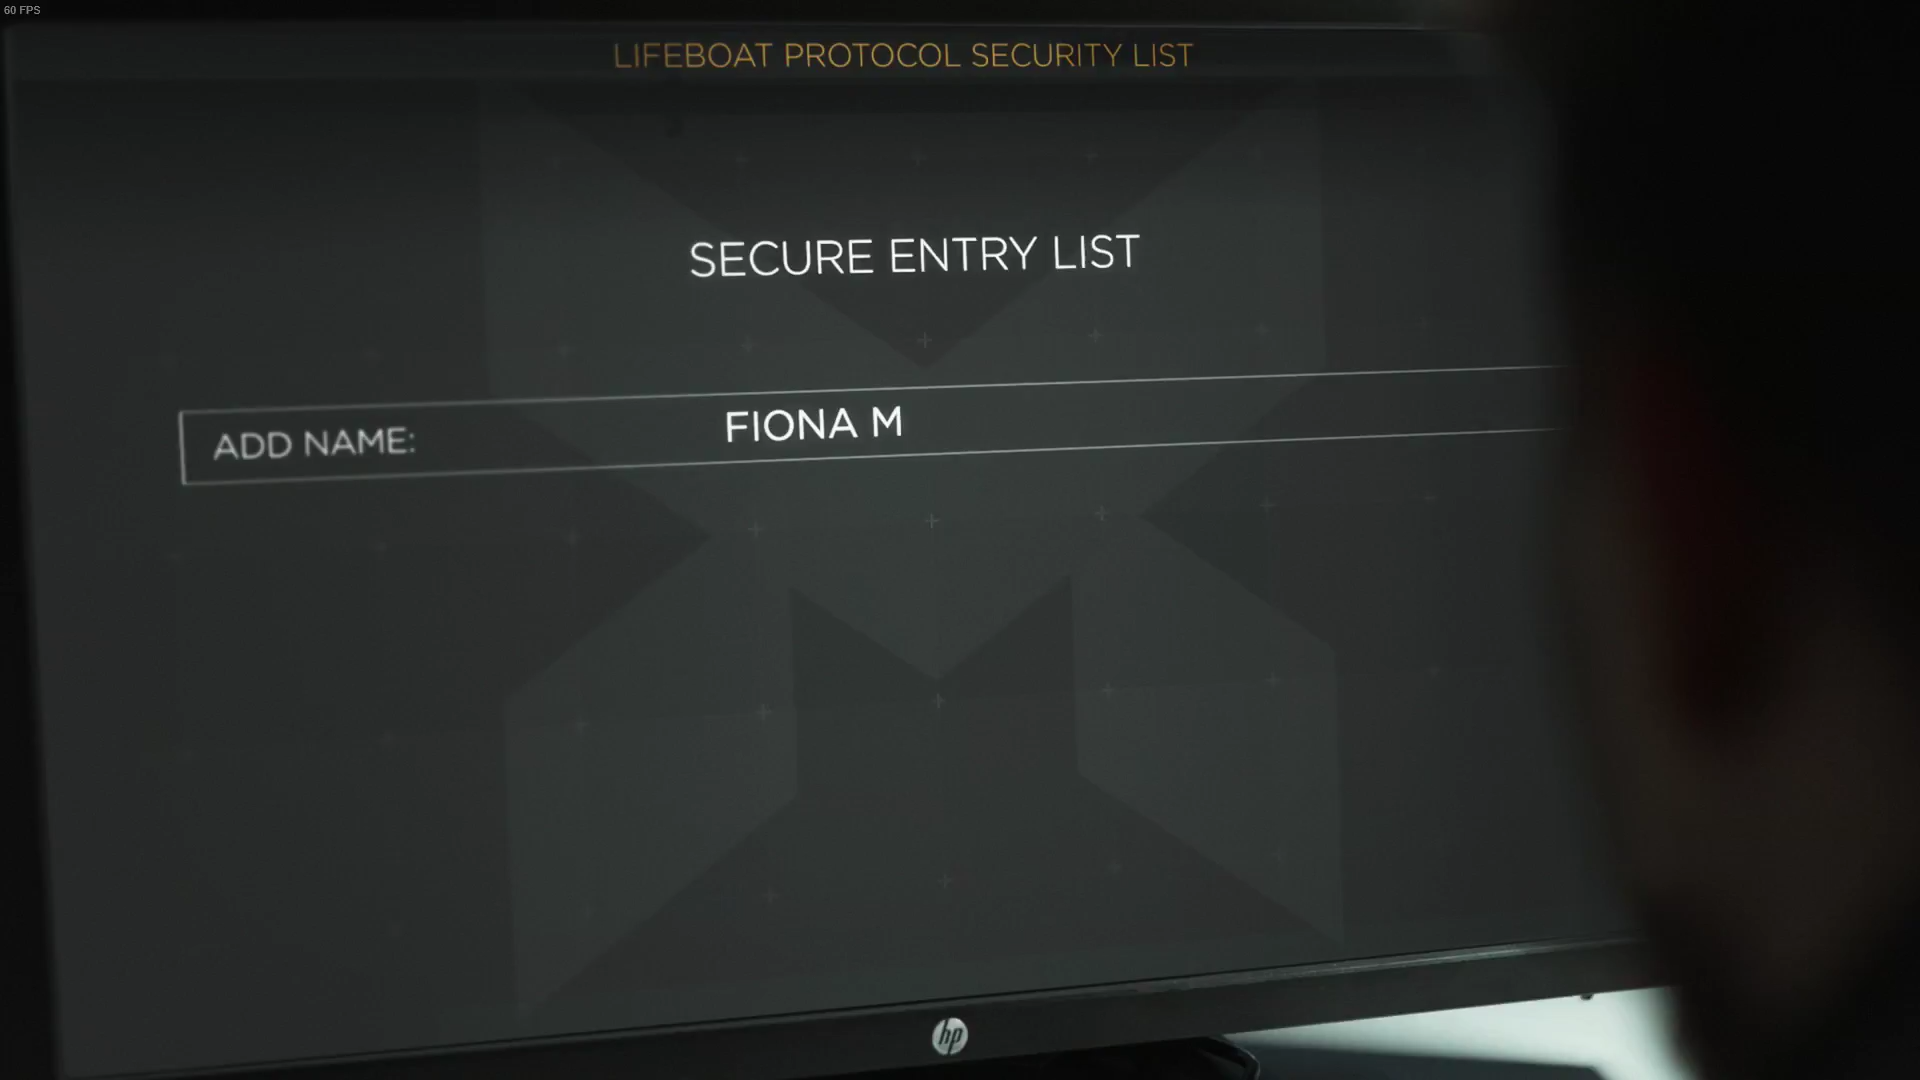 60 FPS
LIFEBOAT PROTOCOL SECURITY LIST
SECURE ENTRY LIST
ADD NAME: FIONA M
hp